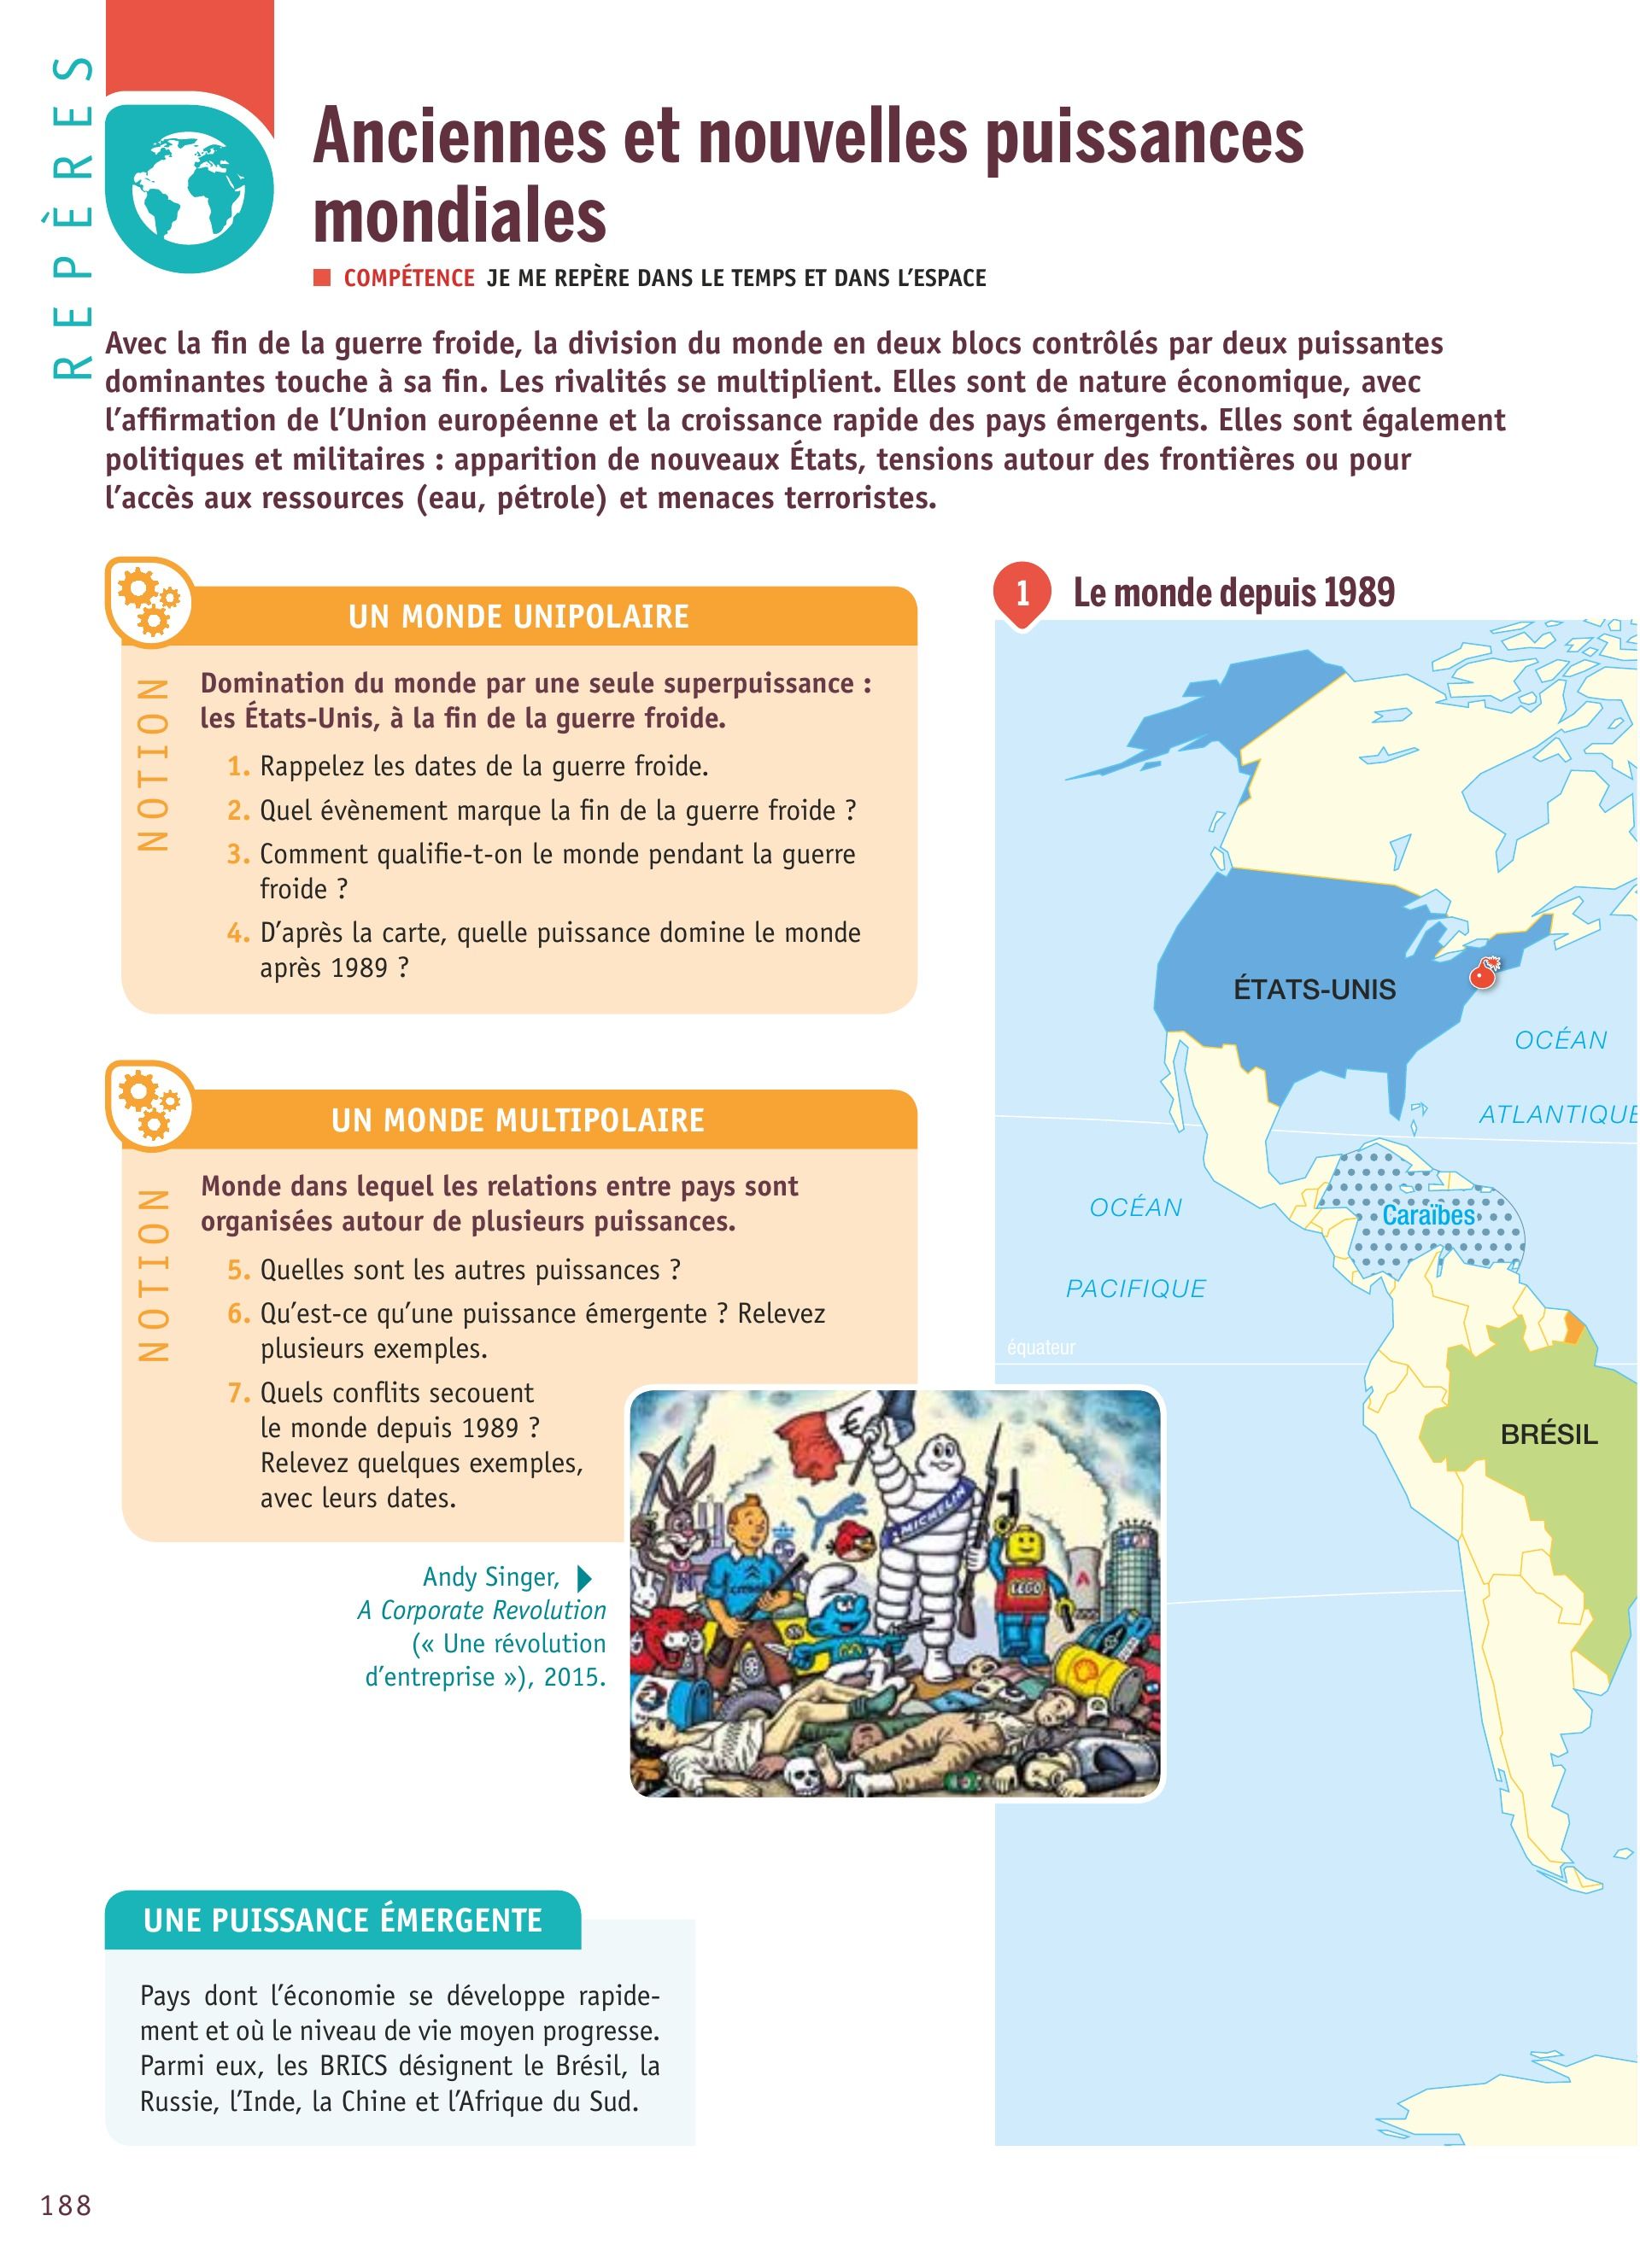 REPÈRES
Anciennes et nouvelles puissances
mondiales
COMPÉTENCE JE ME REPÈRE DANS LE TEMPS ET DANS L’ESPACE
Avec la fin de la guerre froide, la division du monde en deux blocs contrôlés par deux puissantes
dominantes touche à sa fin. Les rivalités se multiplient. Elles sont de nature économique, avec
l’affirmation de l’Union européenne et la croissance rapide des pays émergents. Elles sont également
politiques et militaires : apparition de nouveaux États, tensions autour des frontières ou pour
l’accès aux ressources (eau, pétrole) et menaces terroristes.
UN MONDE UNIPOLAIRE
NOTION
Domination du monde par une seule superpuissance :
les États-Unis, à la fin de la guerre froide.
1. Rappelez les dates de la guerre froide.
2. Quel évènement marque la fin de la guerre froide ?
3. Comment qualifie-t-on le monde pendant la guerre
froide ?
4. D’après la carte, quelle puissance domine le monde
après 1989 ?
UN MONDE MULTIPOLAIRE
NOTION
Monde dans lequel les relations entre pays sont
organisées autour de plusieurs puissances.
5. Quelles sont les autres puissances ?
6. Qu’est-ce qu’une puissance émergente ? Relevez
plusieurs exemples.
7. Quels conflits secouent
le monde depuis 1989 ?
Relevez quelques exemples,
avec leurs dates.
Andy Singer,
A Corporate Revolution
(« Une révolution
d’entreprise »), 2015.
€
MICHELIN
LEGO
A
UNE PUISSANCE ÉMERGENTE
Pays dont l’économie se développe rapide-
ment et où le niveau de vie moyen progresse.
Parmi eux, les BRICS désignent le Brésil, la
Russie, l’Inde, la Chine et l’Afrique du Sud.
1 Le monde depuis 1989
ÉTATS-UNIS
OCÉAN
ATLANTIQUE
OCÉAN
PACIFIQUE
Caraïbes
équateur
BRÉSIL
188